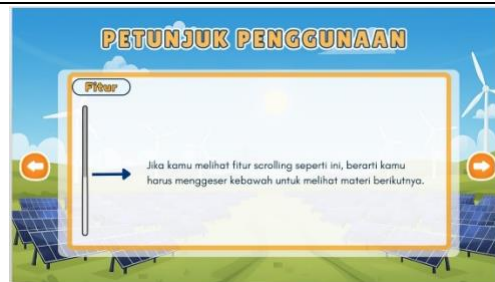 PETUNJUK PENGGUNAAN
Fitur
Jika kamu melihat fitur scrolling seperti ini, berarti kamu
harus menggeser kebawah untuk melihat materi berikutnya.